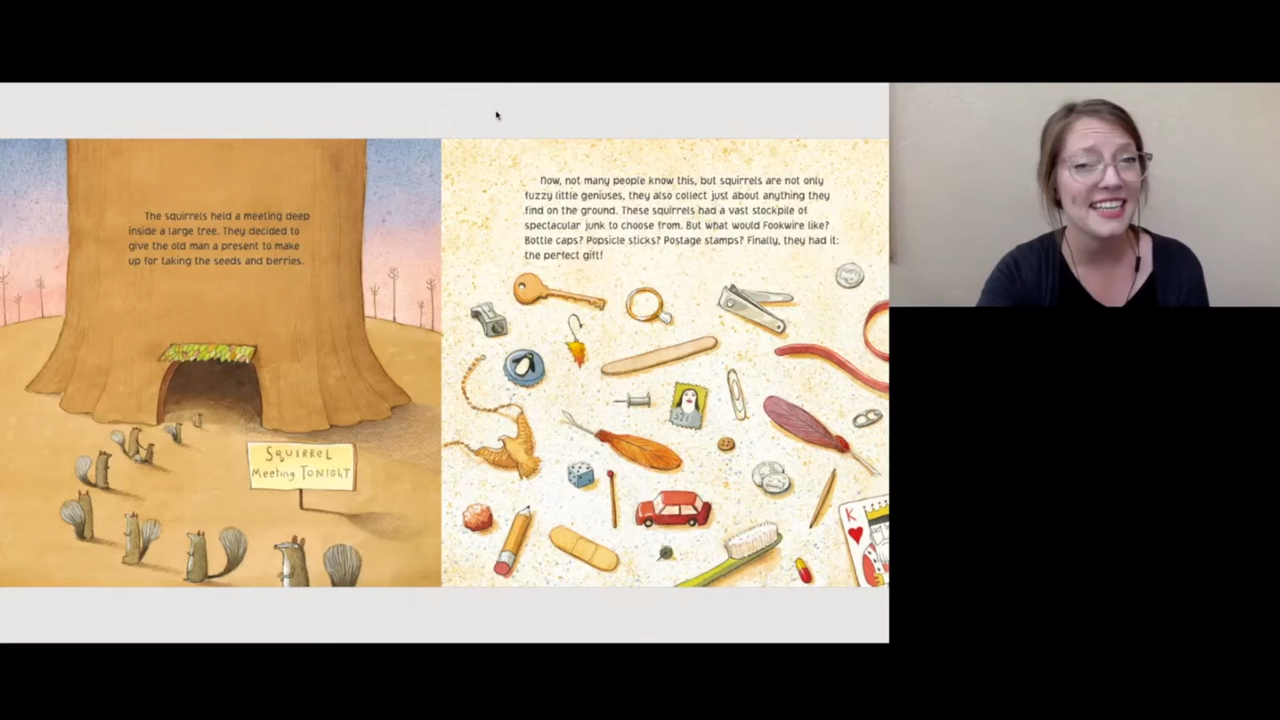 The squirrels held a meeting deep
inside a large tree. They decided to
give the old man a present to make
up for taking the seeds and berries.
SQUIRREL
Meeting TONIGHT
Now, not many people know this, but squirrels are not only
fuzzy little geniuses, they also collect just about anything they
find on the ground. These squirrels had a vast stockpile of
spectacular junk to choose from. But what would Fookwire like?
Bottle caps? Popsicle sticks? Postage stamps? Finally, they had it:
the perfect gift!
K